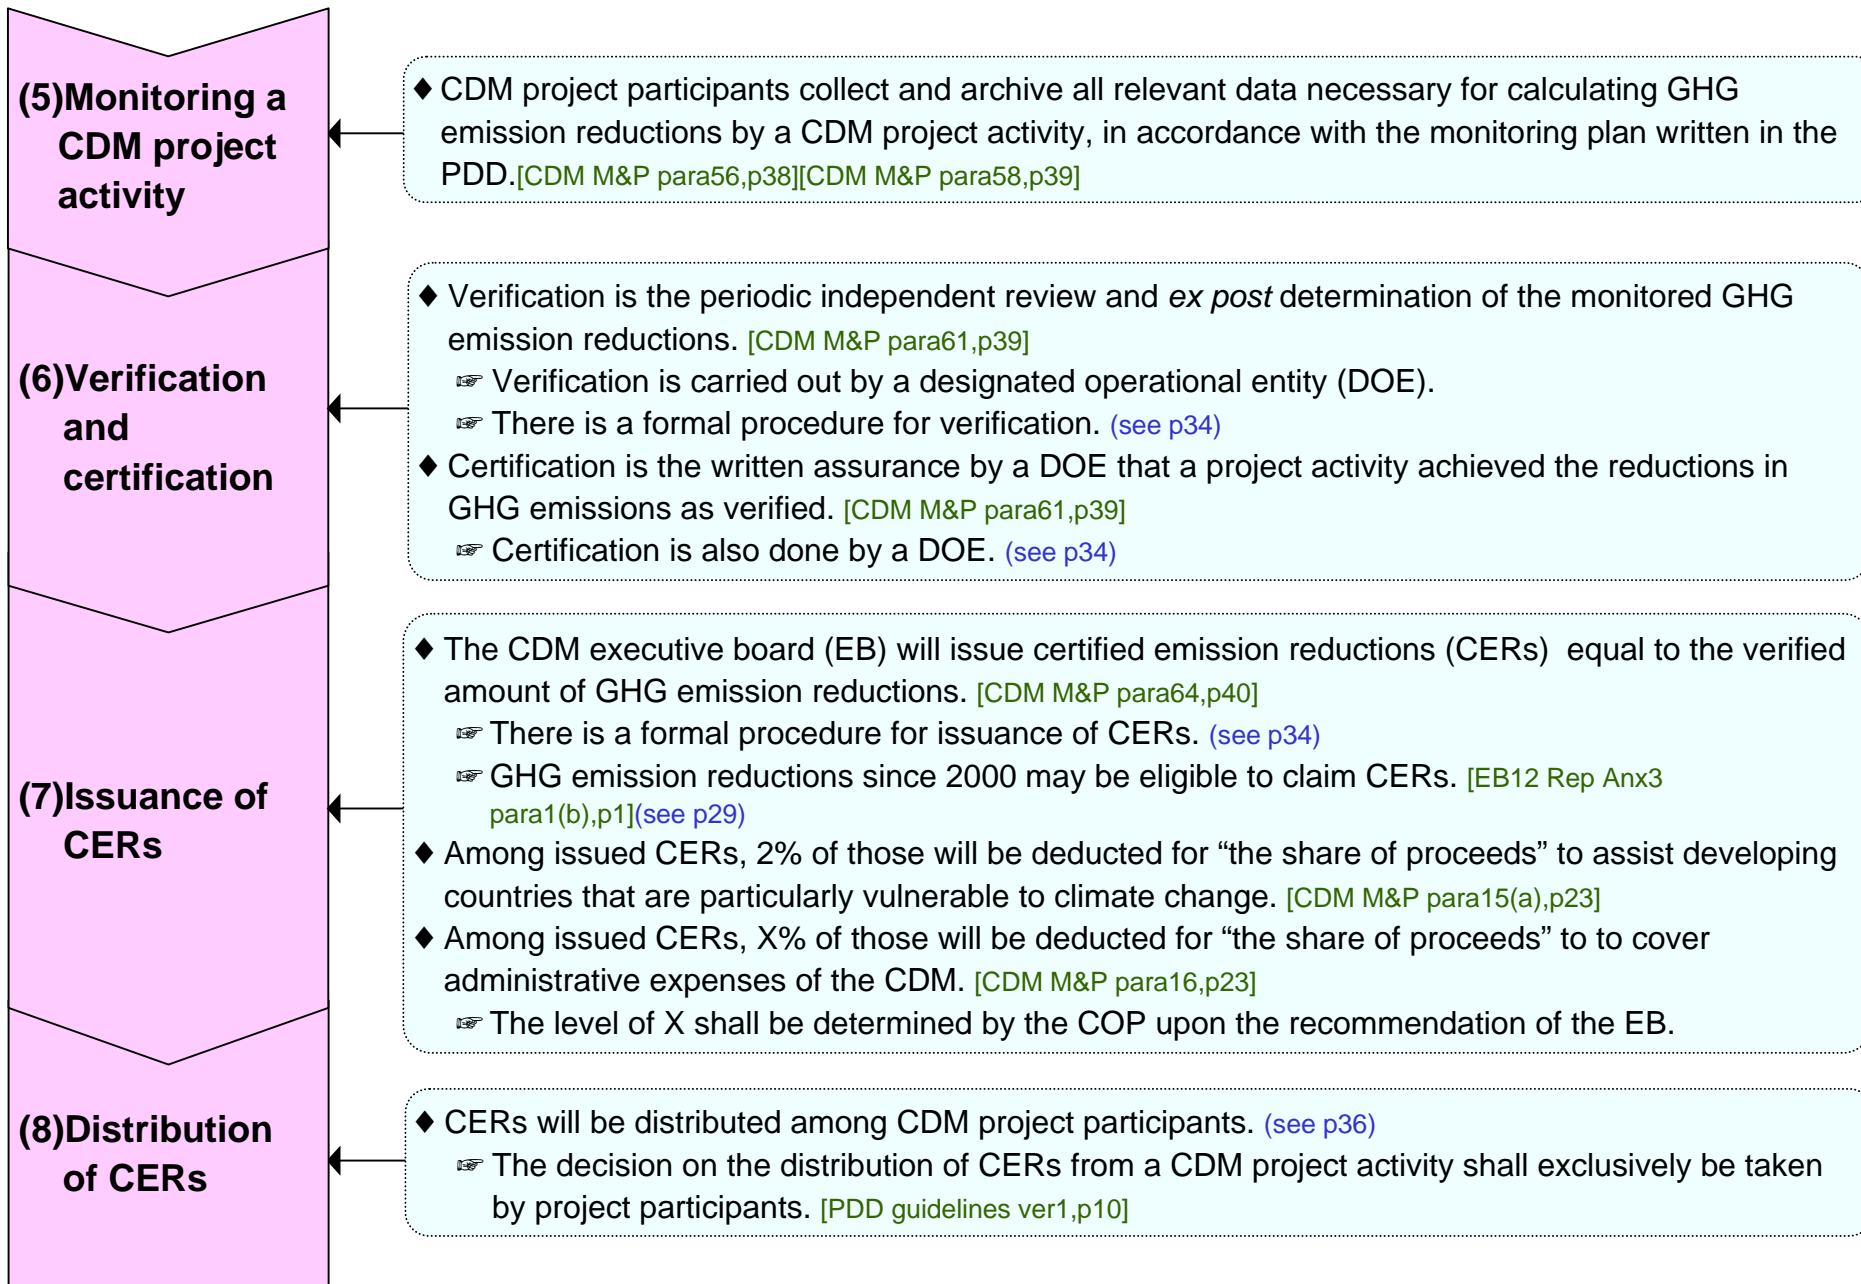 (5)Monitoring a
CDM project
activity
♦ CDM project participants collect and archive all relevant data necessary for calculating GHG
emission reductions by a CDM project activity, in accordance with the monitoring plan written in the
PDD.[CDM M&P para56,p38][CDM M&P para58,p39]
(6)Verification
and
certification
♦ Verification is the periodic independent review and ex post determination of the monitored GHG
emission reductions. [CDM M&P para61,p39]
☞ Verification is carried out by a designated operational entity (DOE).
☞ There is a formal procedure for verification. (see p34)
♦ Certification is the written assurance by a DOE that a project activity achieved the reductions in
GHG emissions as verified. [CDM M&P para61,p39]
☞ Certification is also done by a DOE. (see p34)
(7)Issuance of
CERs
♦ The CDM executive board (EB) will issue certified emission reductions (CERs) equal to the verified
amount of GHG emission reductions. [CDM M&P para64,p40]
☞ There is a formal procedure for issuance of CERs. (see p34)
☞ GHG emission reductions since 2000 may be eligible to claim CERs. [EB12 Rep Anx3
para1(b),p1](see p29)
♦ Among issued CERs, 2% of those will be deducted for “the share of proceeds” to assist developing
countries that are particularly vulnerable to climate change. [CDM M&P para15(a),p23]
♦ Among issued CERs, X% of those will be deducted for “the share of proceeds” to to cover
administrative expenses of the CDM. [CDM M&P para16,p23]
☞ The level of X shall be determined by the COP upon the recommendation of the EB.
(8)Distribution
of CERs
♦ CERs will be distributed among CDM project participants. (see p36)
☞ The decision on the distribution of CERs from a CDM project activity shall exclusively be taken
by project participants. [PDD guidelines ver1,p10]